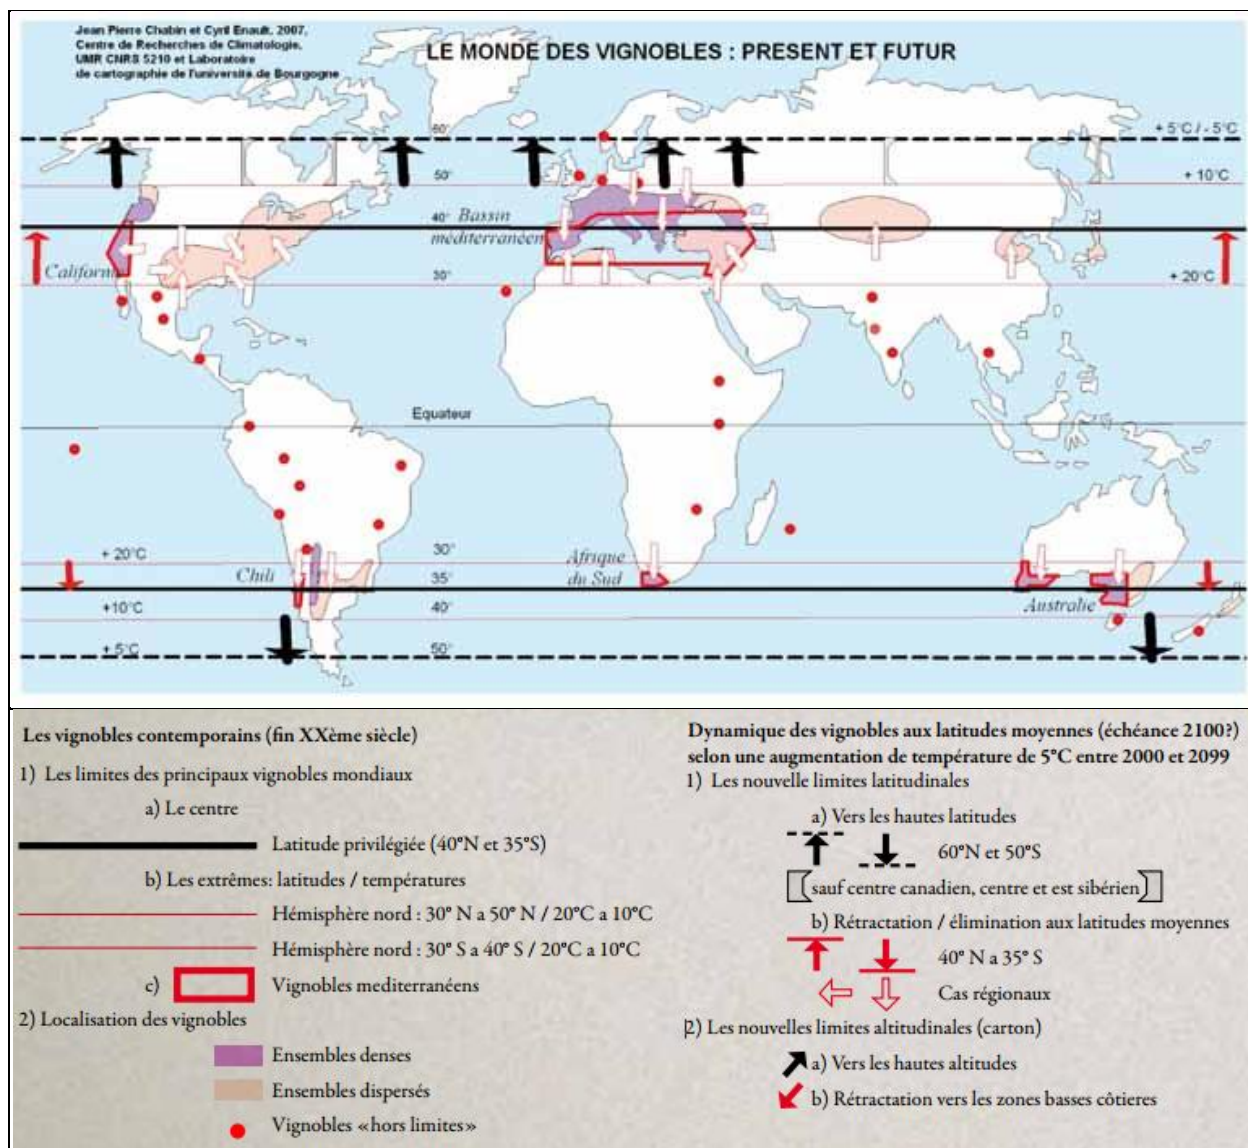 Jean Pierre Chabin et Cyril Enault, 2007,
Centre de Recherches de Climatologie,
UMR CNRS 5210 et Laboratoire
de cartographie de l'université de Bourgogne
LE MONDE DES VIGNOBLES : PRESENT ET FUTUR
60°
+ 5°C / - 5°C
50°
+ 10°C
40°
Bassin
méditerranéen
Californie
30°
+ 20°C
Equateur
+ 20°C
30°
Afrique
du Sud
Chili
35°
+10°C
40°
Australie
+ 5°C
50°
Les vignobles contemporains (fin XXème siècle)
1) Les limites des principaux vignobles mondiaux
a) Le centre
Latitude privilégiée (40°N et 35°S)
b) Les extrêmes: latitudes / températures
Hémisphère nord : 30° N a 50° N / 20°C a 10°C
Hémisphère nord : 30° S a 40° S / 20°C a 10°C
c)
Vignobles mediterranéens
2) Localisation des vignobles
Ensembles denses
Ensembles dispersés
Vignobles «hors limites»
Dynamique des vignobles aux latitudes moyennes (échéance 2100?)
selon une augmentation de température de 5°C entre 2000 et 2099
1) Les nouvelle limites latitudinales
a) Vers les hautes latitudes
60°N et 50°S
sauf centre canadien, centre et est sibérien
b) Rétractation / élimination aux latitudes moyennes
40° N a 35° S
Cas régionaux
2) Les nouvelles limites altitudinales (carton)
a) Vers les hautes altitudes
b) Rétractation vers les zones basses côtieres